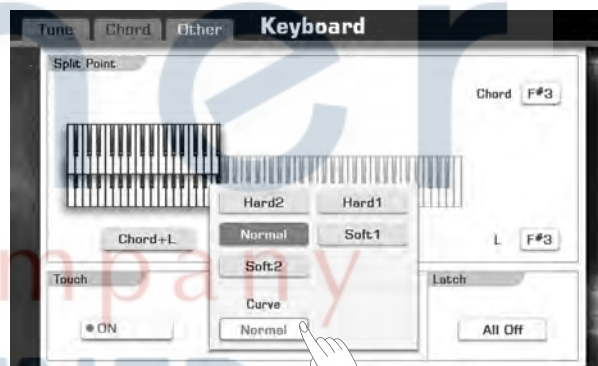 Tune Chord Other Keyboard
Split Point
Chord F#3
Hard2 Hard1
Chord+L Normal Soft1 L F#3
Soft2
Touch Latch
Curve
ON Normal All Off